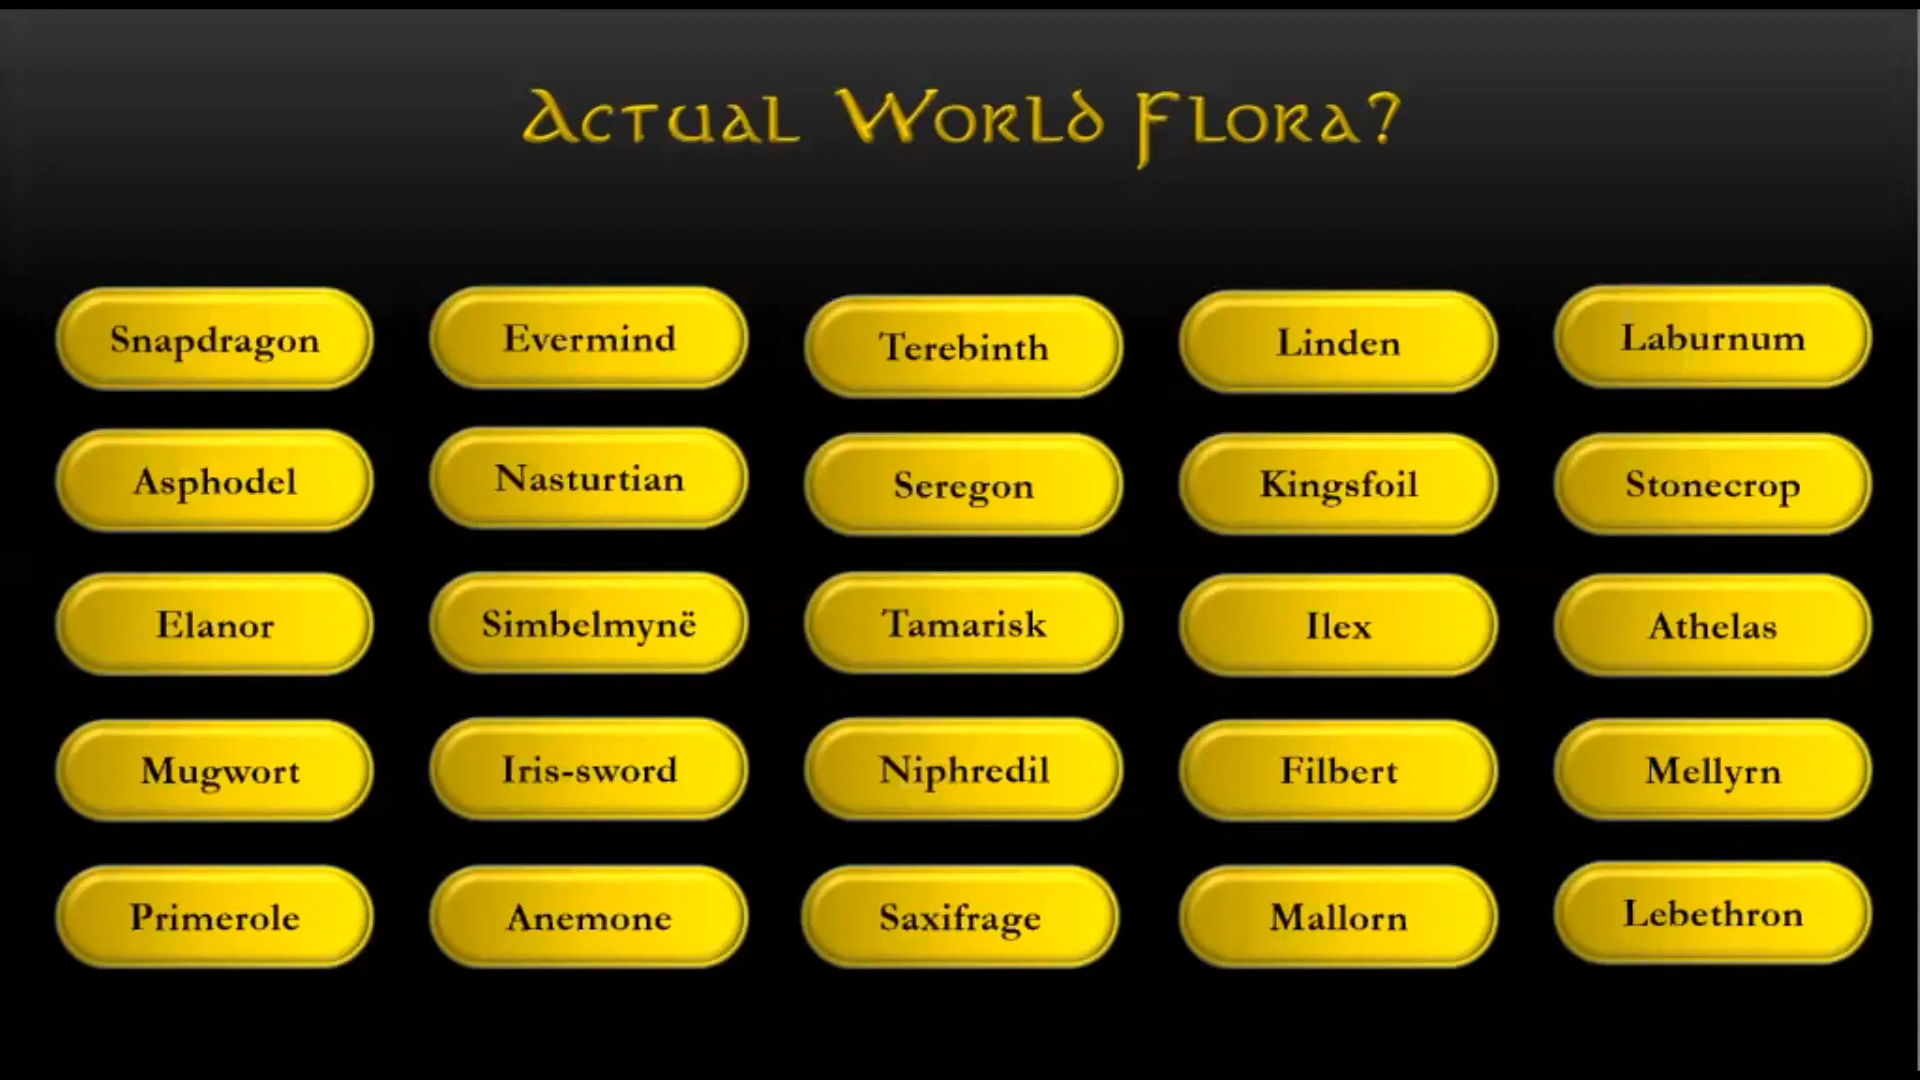 Actual World Flora?
Snapdragon
Evermind
Terebinth
Linden
Laburnum
Asphodel
Nasturtian
Seregon
Kingsfoil
Stonecrop
Elanor
Simbelmynë
Tamarisk
Ilex
Athelas
Mugwort
Iris-sword
Niphredil
Filbert
Mellyrn
Primerole
Anemone
Saxifrage
Mallorn
Lebethron